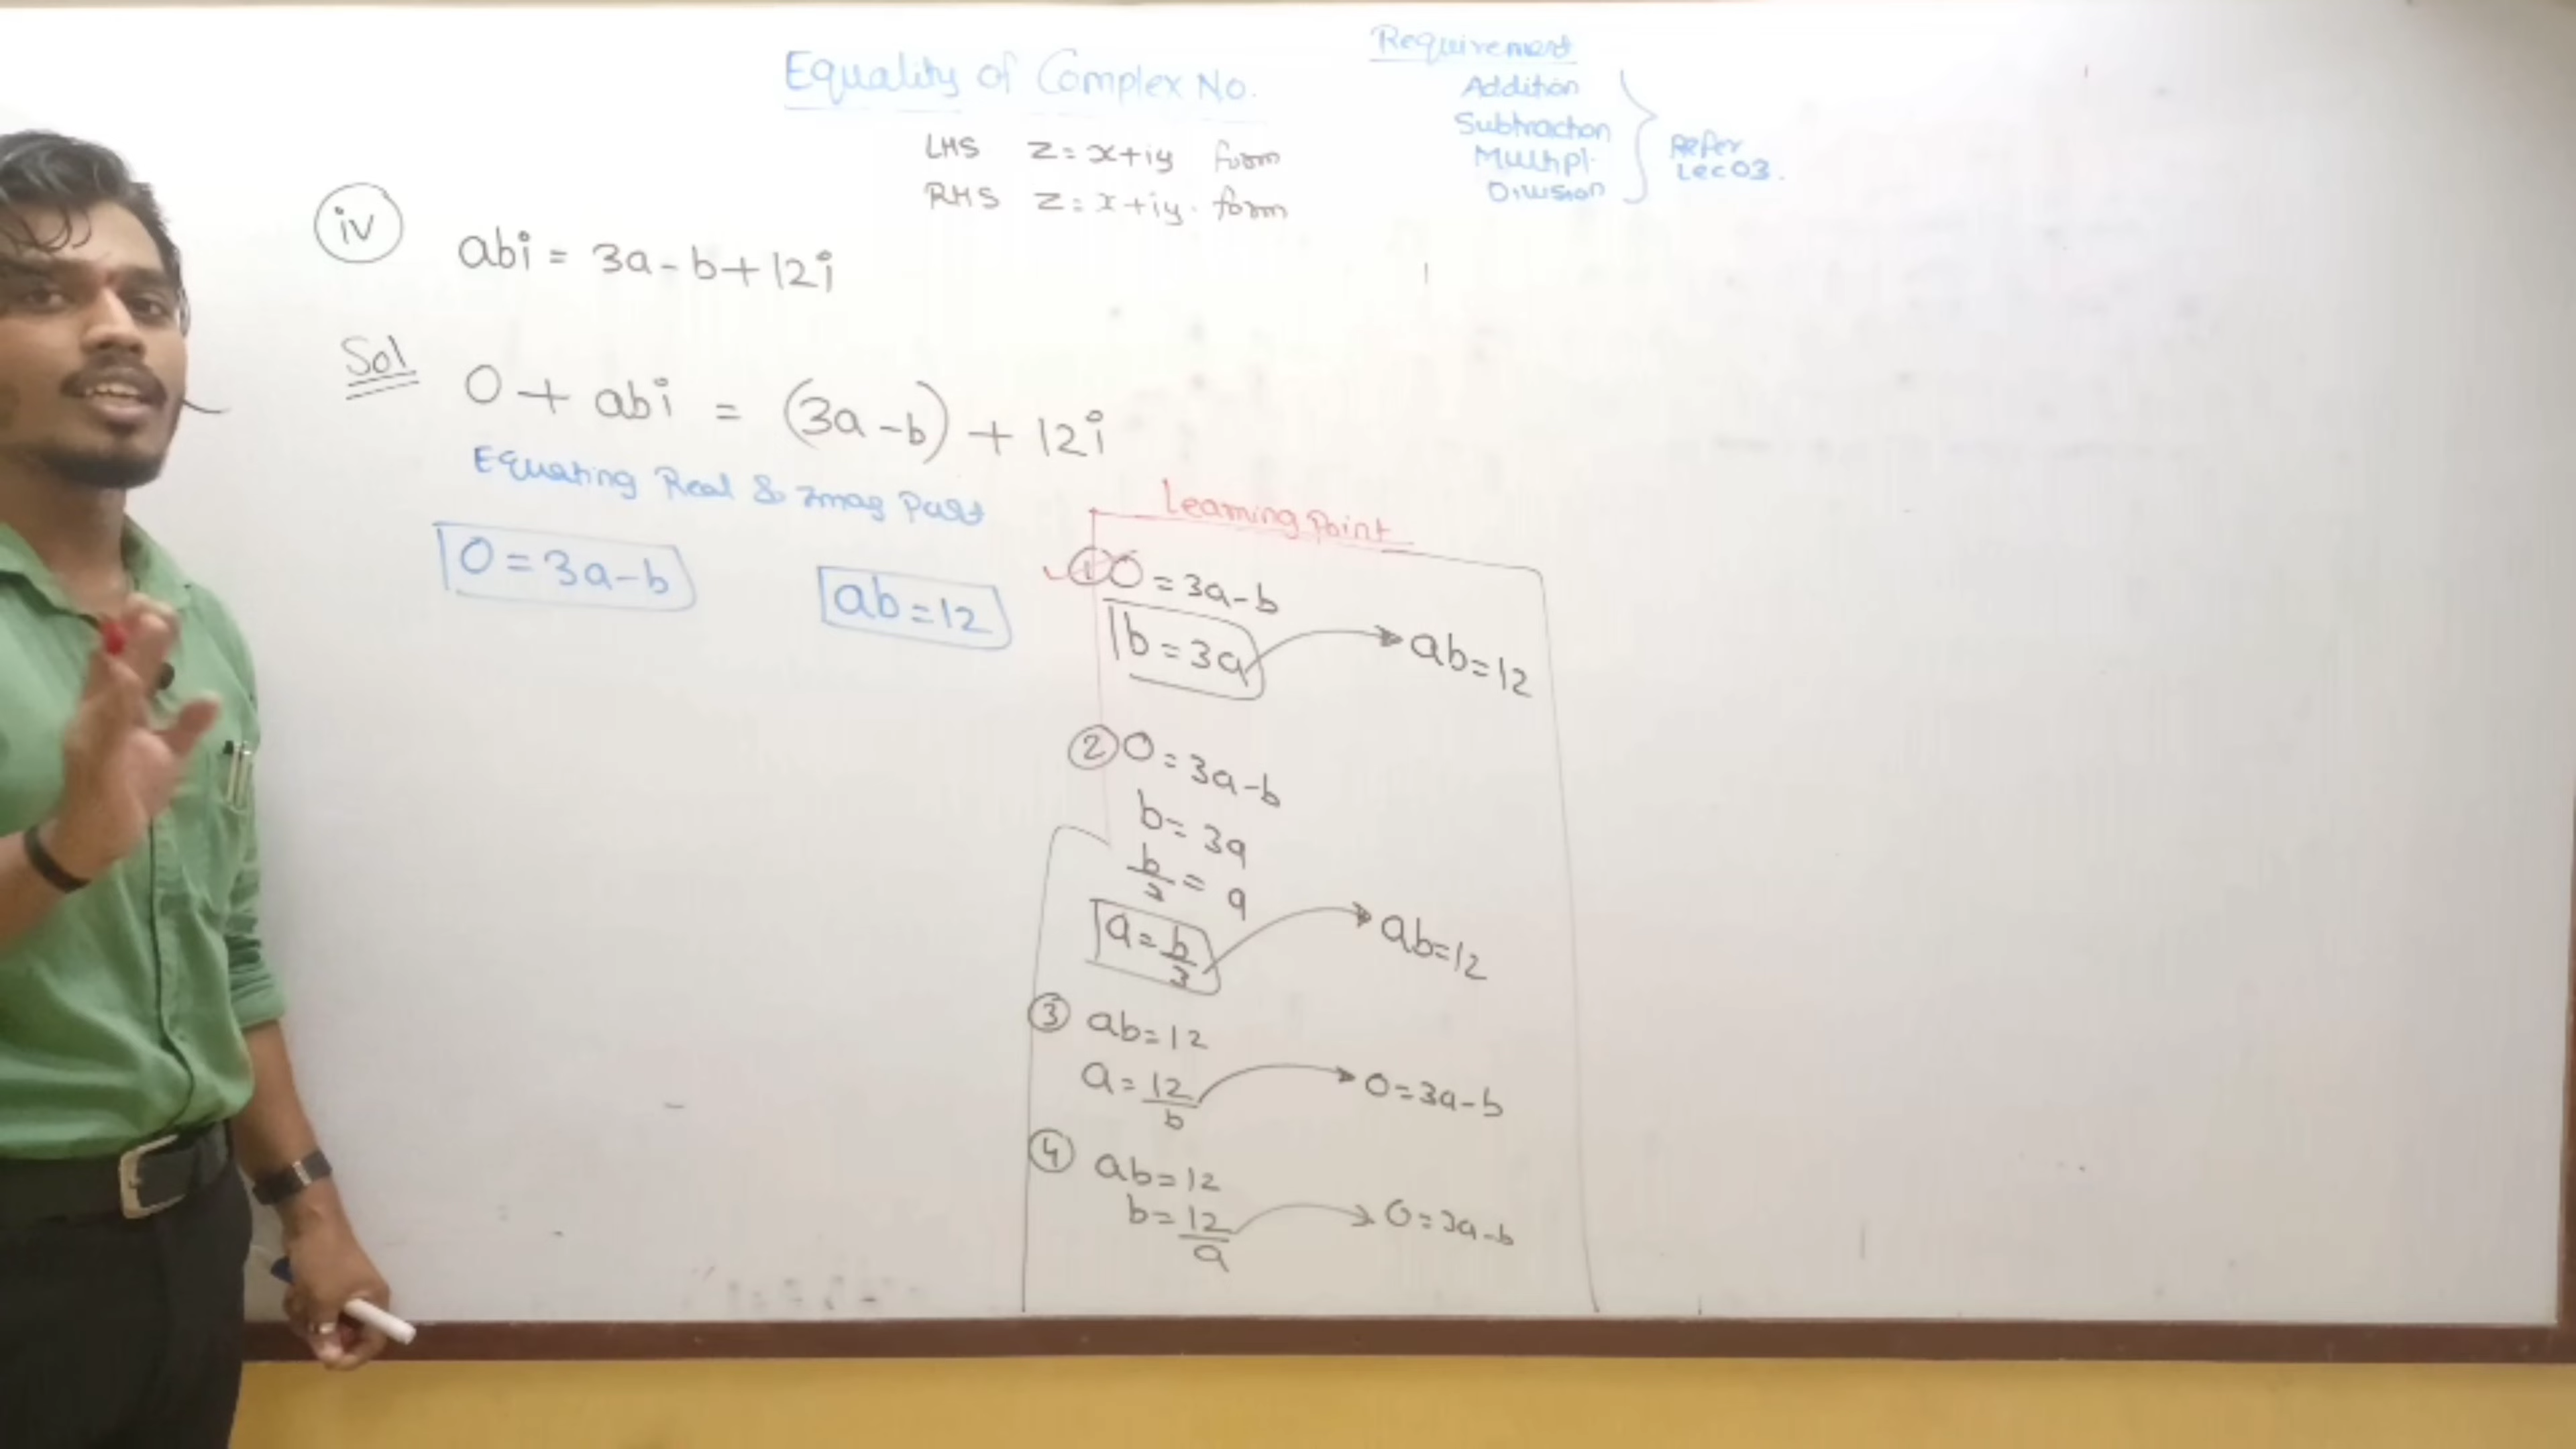 Equality of Complex No.
LHS z = x+iy form
RHS z = x+iy. form
Requirement
Addition
Subtraction
Multipl.
Division
Refer
Lec 03.
iv abi = 3a - b + 12i
Sol 0 + abi = (3a - b) + 12i
Equating Real & Imag Part
0 = 3a - b
ab = 12
Learning Point
① 0 = 3a - b
b = 3a → ab = 12
② 0 = 3a - b
b = 3a
b/3 = a
a = b/3 → ab = 12
③ ab = 12
a = 12/b → 0 = 3a - b
④ ab = 12
b = 12/a → 0 = 3a - b